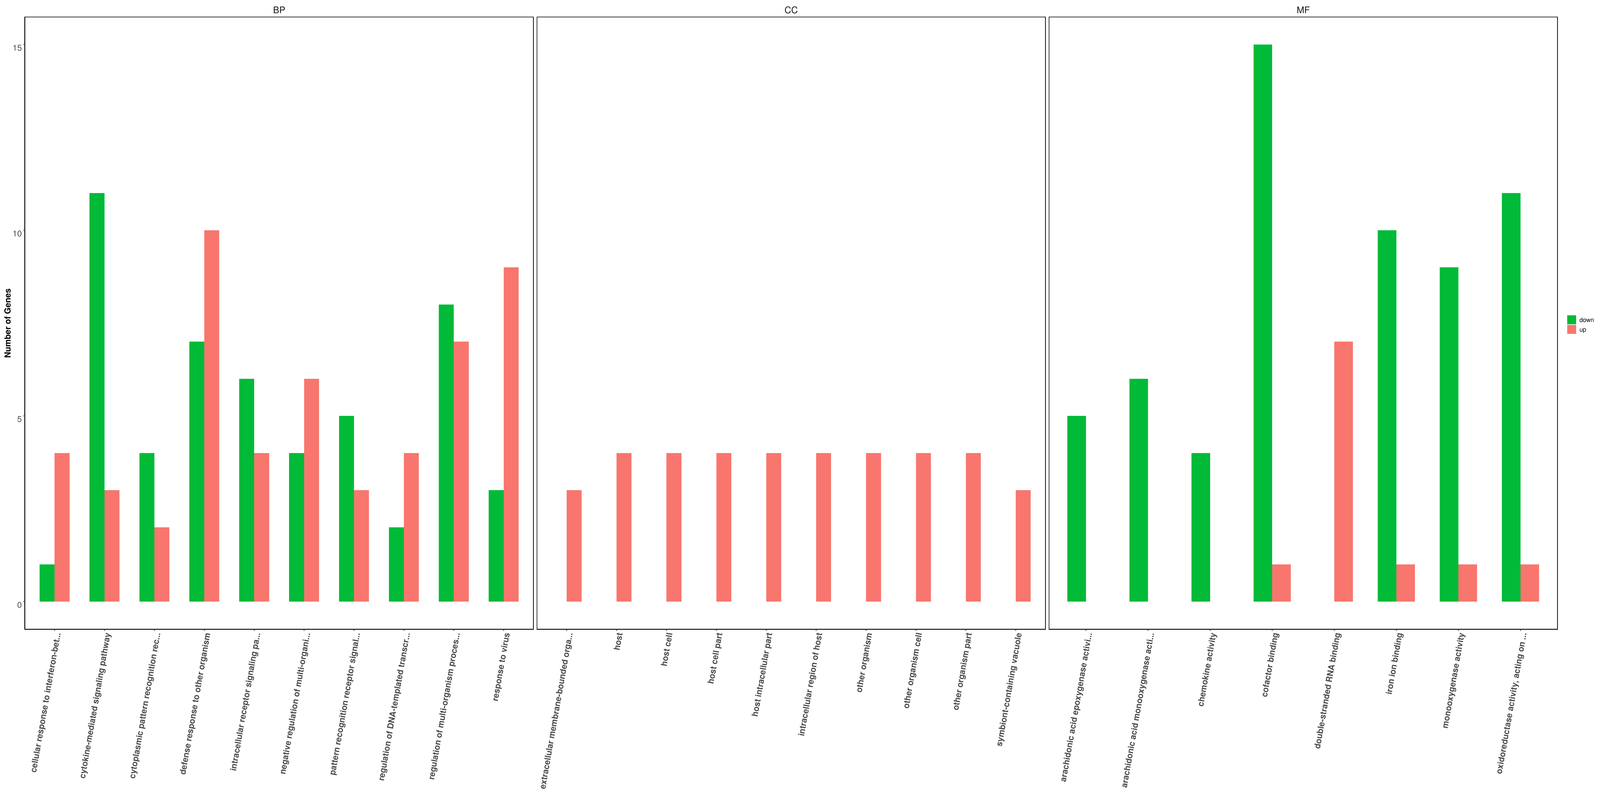 BP
CC
MF
Number of Genes
15
10
5
0
cellular response to interferon-bet...
cytokine-mediated signaling pathway
cytoplasmic pattern recognition rec...
defense response to other organism
intracellular receptor signaling pa...
negative regulation of multi-organi...
pattern recognition receptor signal...
regulation of DNA-templated transcr...
regulation of multi-organism proces...
response to virus
extracellular membrane-bounded orga...
host
host cell
host cell part
host intracellular part
intracellular region of host
other organism
other organism cell
other organism part
symbiont-containing vacuole
arachidonic acid epoxygenase activi...
arachidonic acid monooxygenase acti...
chemokine activity
cofactor binding
double-stranded RNA binding
iron ion binding
monooxygenase activity
oxidoreductase activity, acting on ...
down
up